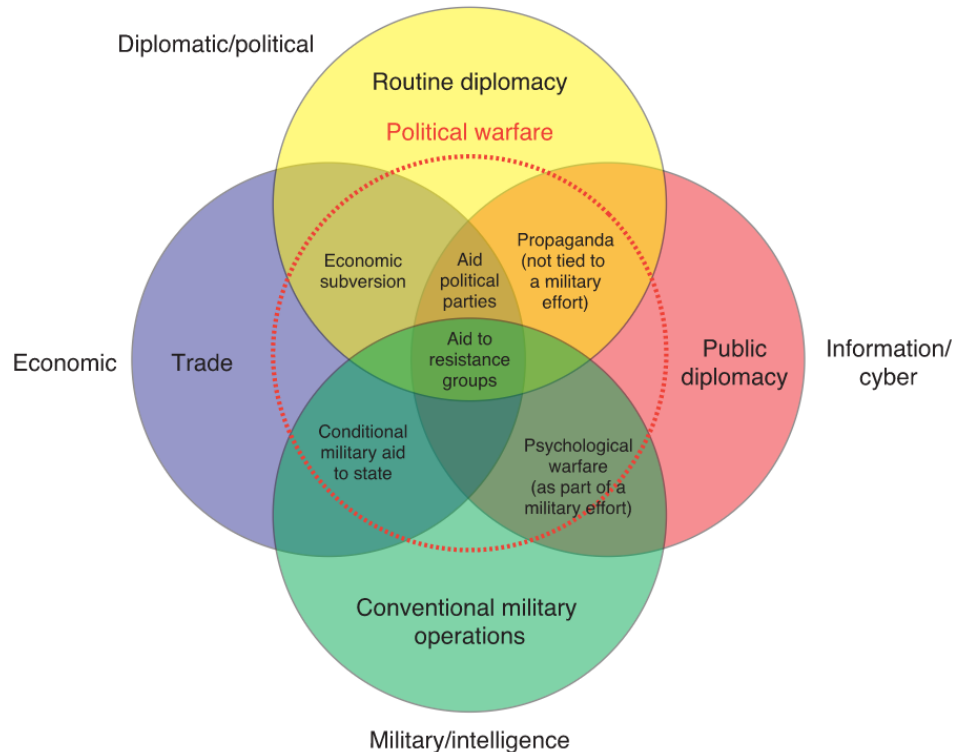 Diplomatic/political
Routine diplomacy
Political warfare
Economic
subversion
Aid
political
parties
Propaganda
(not tied to
a military
effort)
Economic
Trade
Aid to
resistance
groups
Public
diplomacy
Information/
cyber
Conditional
military aid
to state
Psychological
warfare
(as part of a
military effort)
Conventional military
operations
Military/intelligence